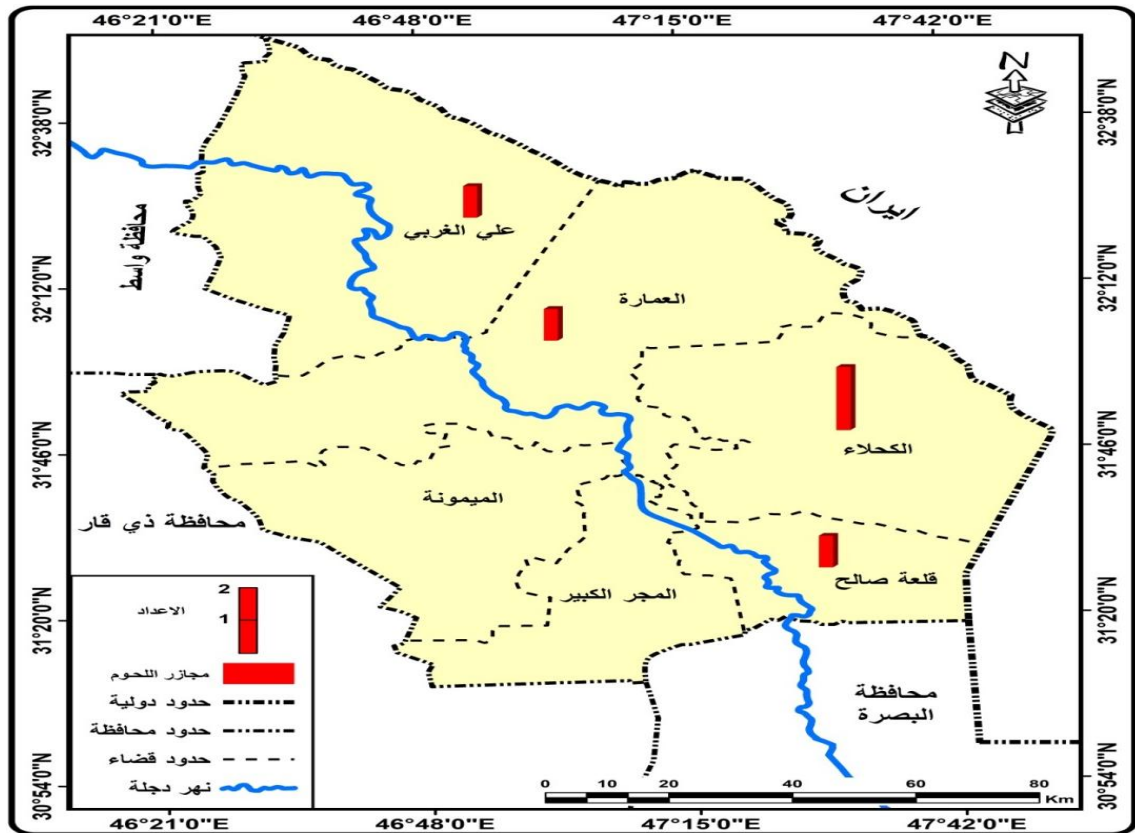 46°21'0"E
46°48'0"E
47°15'0"E
47°42'0"E
N
32°38'0"N
32°38'0"N
ايران
محافظة واسط
علي الغربي
العمارة
32°12'0"N
32°12'0"N
الكحلاء
31°46'0"N
31°46'0"N
الميمونة
محافظة ذي قار
قلعة صالح
المجر الكبير
31°20'0"N
31°20'0"N
2
1
الاعداد
مجازر اللحوم
حدود دولية
حدود محافظة
حدود قضاء
نهر دجلة
محافظة
البصرة
30°54'0"N
30°54'0"N
0 10 20 40 60 80
Km
46°21'0"E
46°48'0"E
47°15'0"E
47°42'0"E